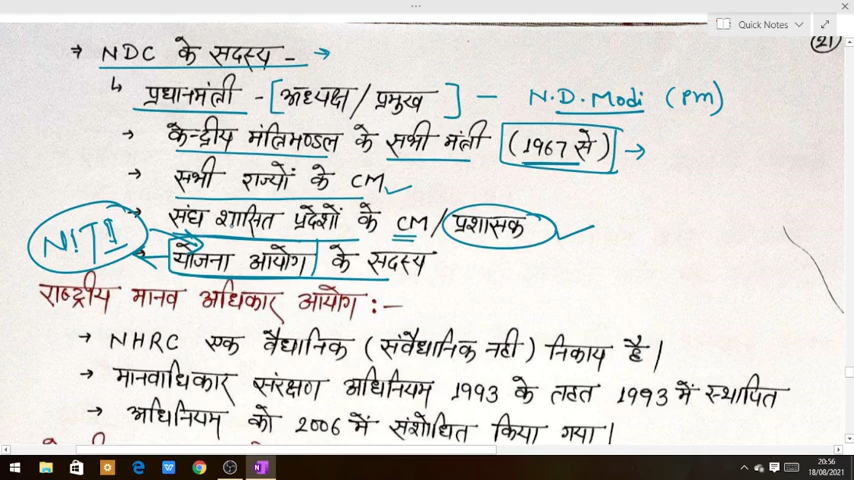 ...
Quick Notes
(21)
→ NDC के सदस्य - →
↳ प्रधानमंत्री - [अध्यक्ष/प्रमुख] - N.D.Modi (pm)
→ केन्द्रीय मंत्रिमण्डल के सभी मंत्री (1967 से) →
→ सभी राज्यों के CM ✓
→ संघ शासित प्रदेशों के CM/प्रशासक ✓
NITI
→ योजना आयोग के सदस्य
राष्ट्रीय मानव अधिकार आयोग :-
→ NHRC एक वैधानिक (संवैधानिक नही) निकाय है।
→ मानवाधिकार संरक्षण अधिनियम 1993 के तहत 1993 में स्थापित
→ अधिनियम को 2006 में संशोधित किया गया।
20:56
18/08/2021